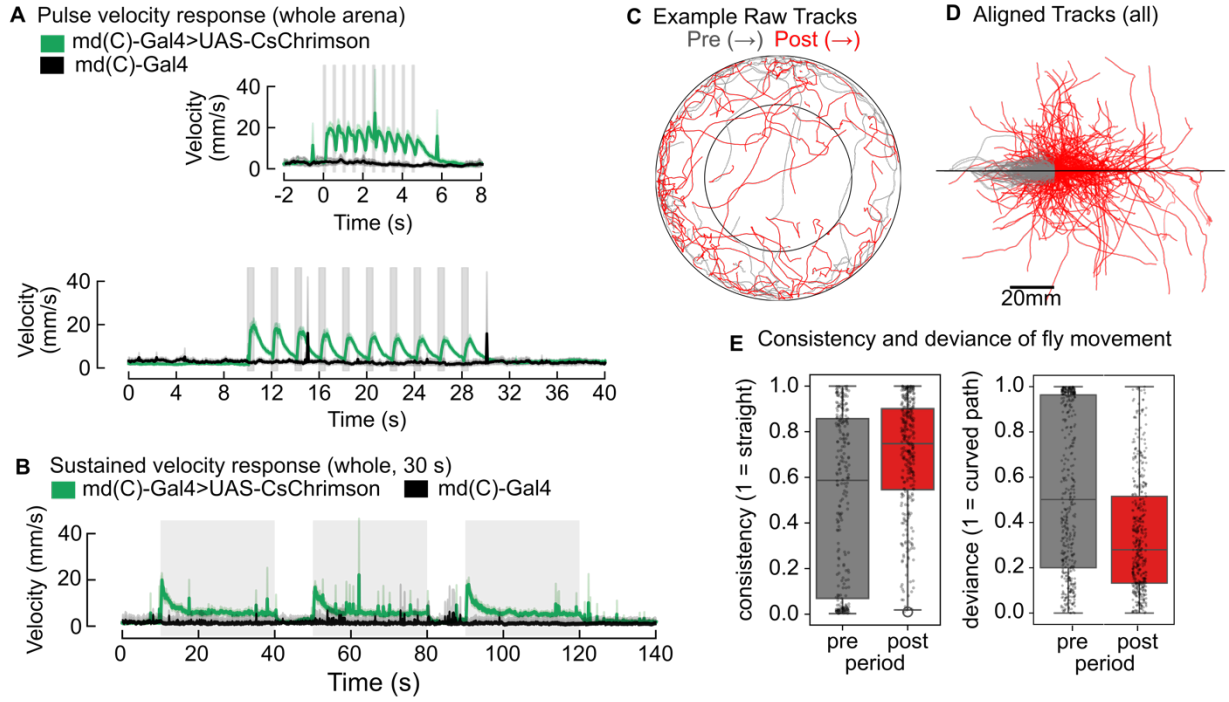 A Pulse velocity response (whole arena)
md(C)-Gal4>UAS-CsChrimson
md(C)-Gal4
Velocity
(mm/s)
40
20
0
-2 0 2 4 6 8
Time (s)
Velocity
(mm/s)
40
20
0
0 4 8 12 16 20 24 28 32 36 40
Time (s)
B Sustained velocity response (whole, 30 s)
md(C)-Gal4>UAS-CsChrimson md(C)-Gal4
Velocity (mm/s)
40
20
0
0 20 40 60 80 100 120 140
Time (s)
C Example Raw Tracks
Pre (→) Post (→)
D Aligned Tracks (all)
20mm
E Consistency and deviance of fly movement
consistency (1 = straight)
1.0
0.8
0.6
0.4
0.2
0.0
pre post
period
deviance (1 = curved path)
1.0
0.8
0.6
0.4
0.2
0.0
pre post
period